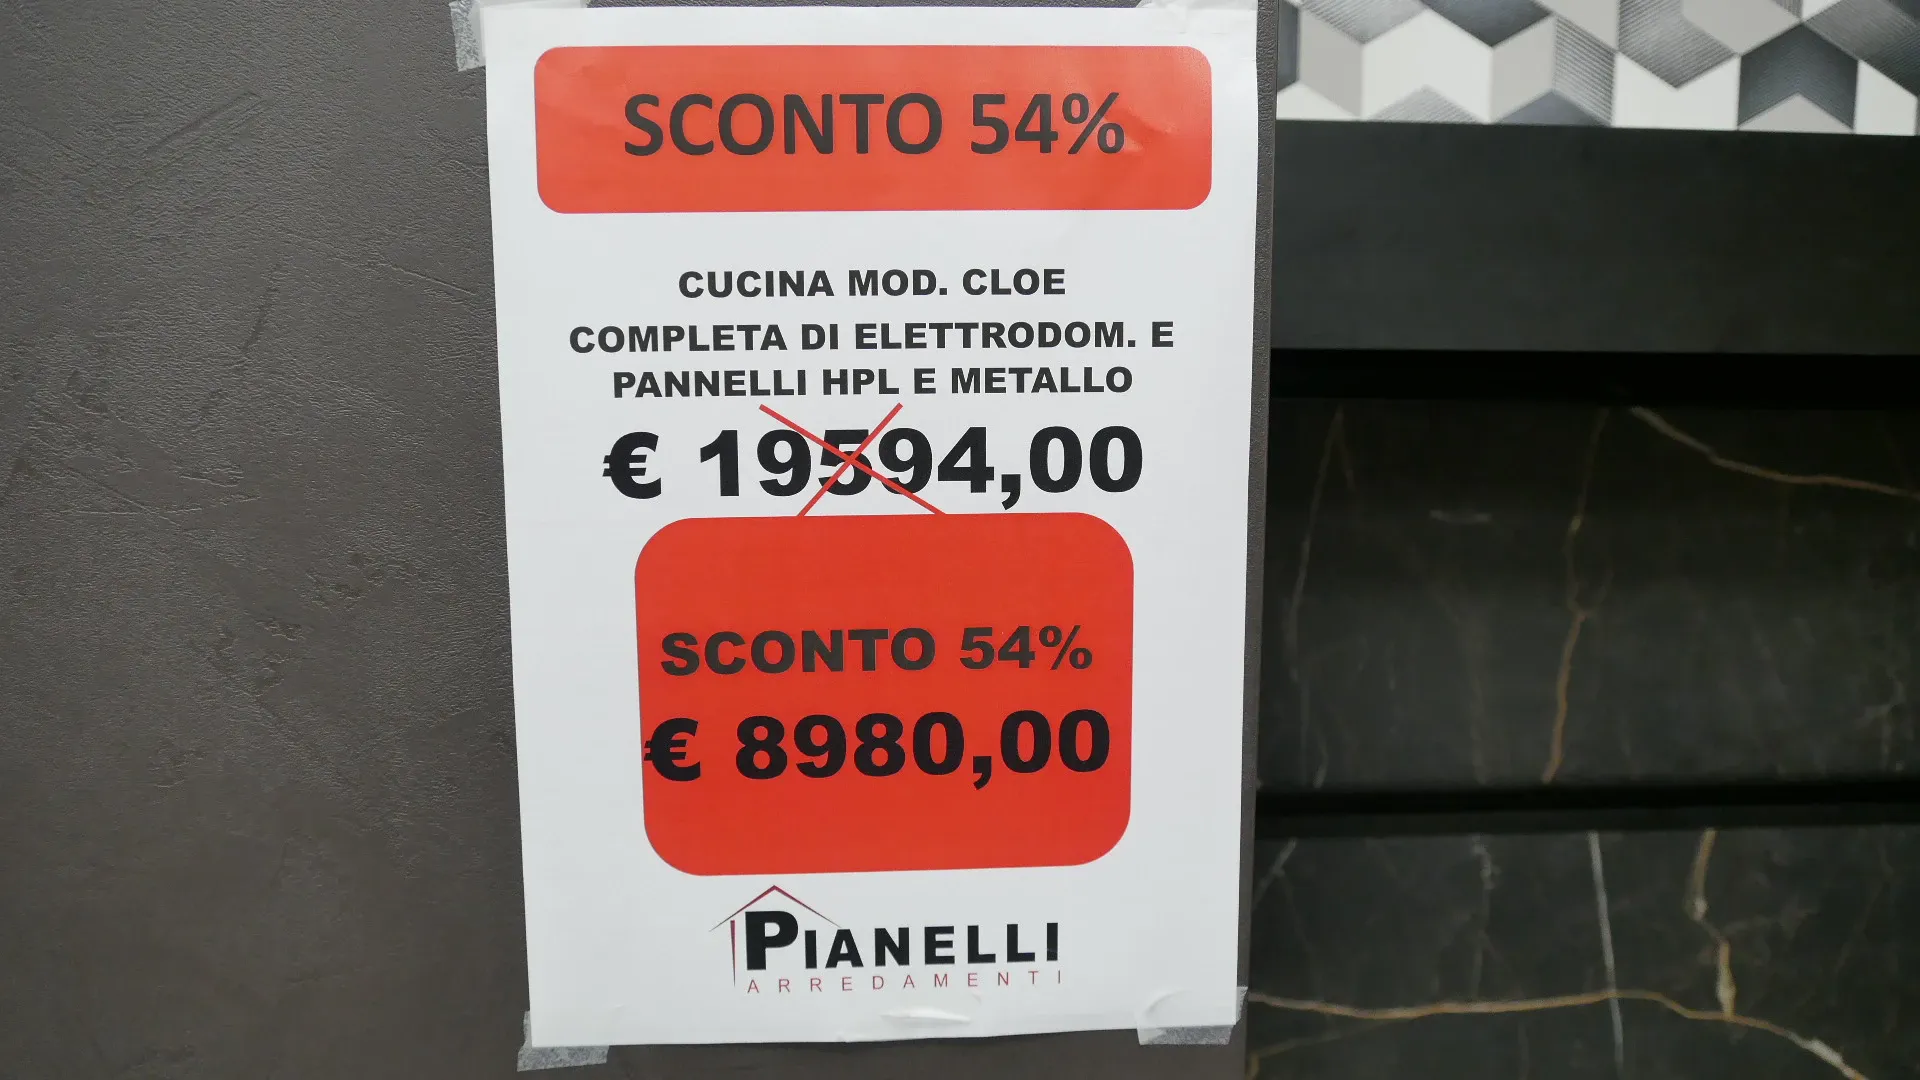 SCONTO 54%
CUCINA MOD. CLOE
COMPLETA DI ELETTRODOM. E
PANNELLI HPL E METALLO
€ 19594,00
SCONTO 54%
€ 8980,00
PIANELLI
ARREDAMENTI